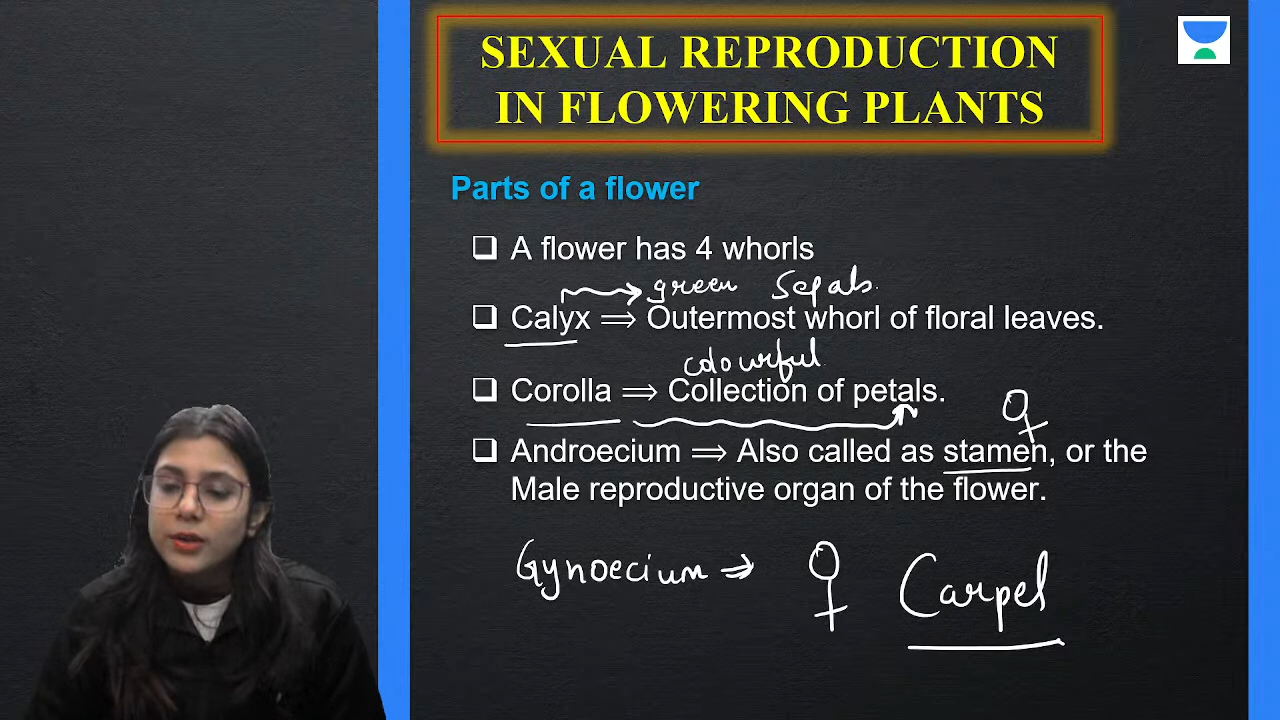 SEXUAL REPRODUCTION
IN FLOWERING PLANTS
Parts of a flower
❑ A flower has 4 whorls
green Sepals.
❑ Calyx ⟹ Outermost whorl of floral leaves.
colourful
❑ Corolla ⟹ Collection of petals.
♀
❑ Androecium ⟹ Also called as stamen, or the
Male reproductive organ of the flower.
Gynoecium ⇒ ♀ Carpel